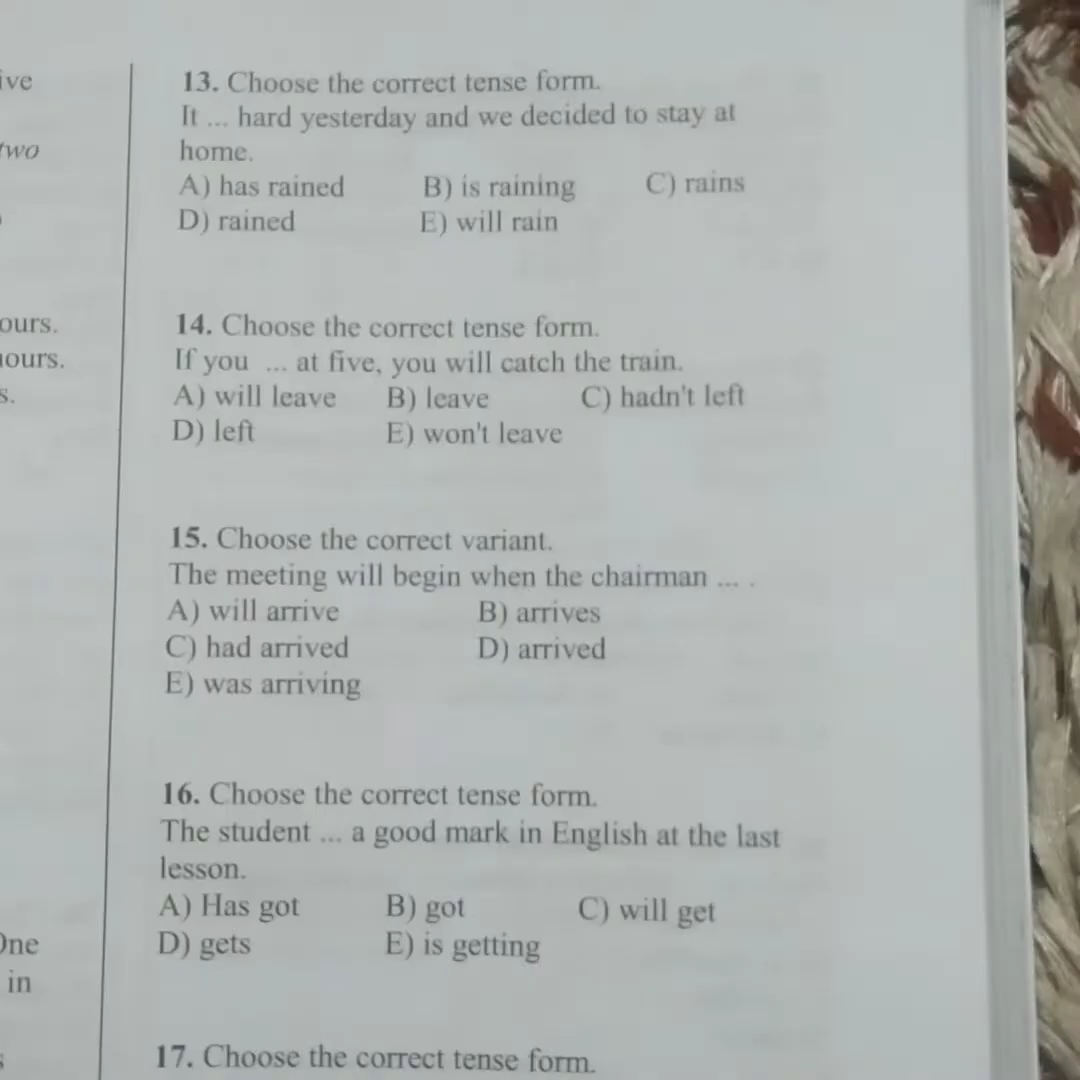 ive
two
ours.
s.
One
in
13. Choose the correct tense form.
It ... hard yesterday and we decided to stay at
home.
A) has rained B) is raining C) rains
D) rained E) will rain
14. Choose the correct tense form.
If you ... at five, you will catch the train.
A) will leave B) leave C) hadn't left
D) left E) won't leave
15. Choose the correct variant.
The meeting will begin when the chairman ... .
A) will arrive B) arrives
C) had arrived D) arrived
E) was arriving
16. Choose the correct tense form.
The student ... a good mark in English at the last
lesson.
A) Has got B) got C) will get
D) gets E) is getting
17. Choose the correct tense form.